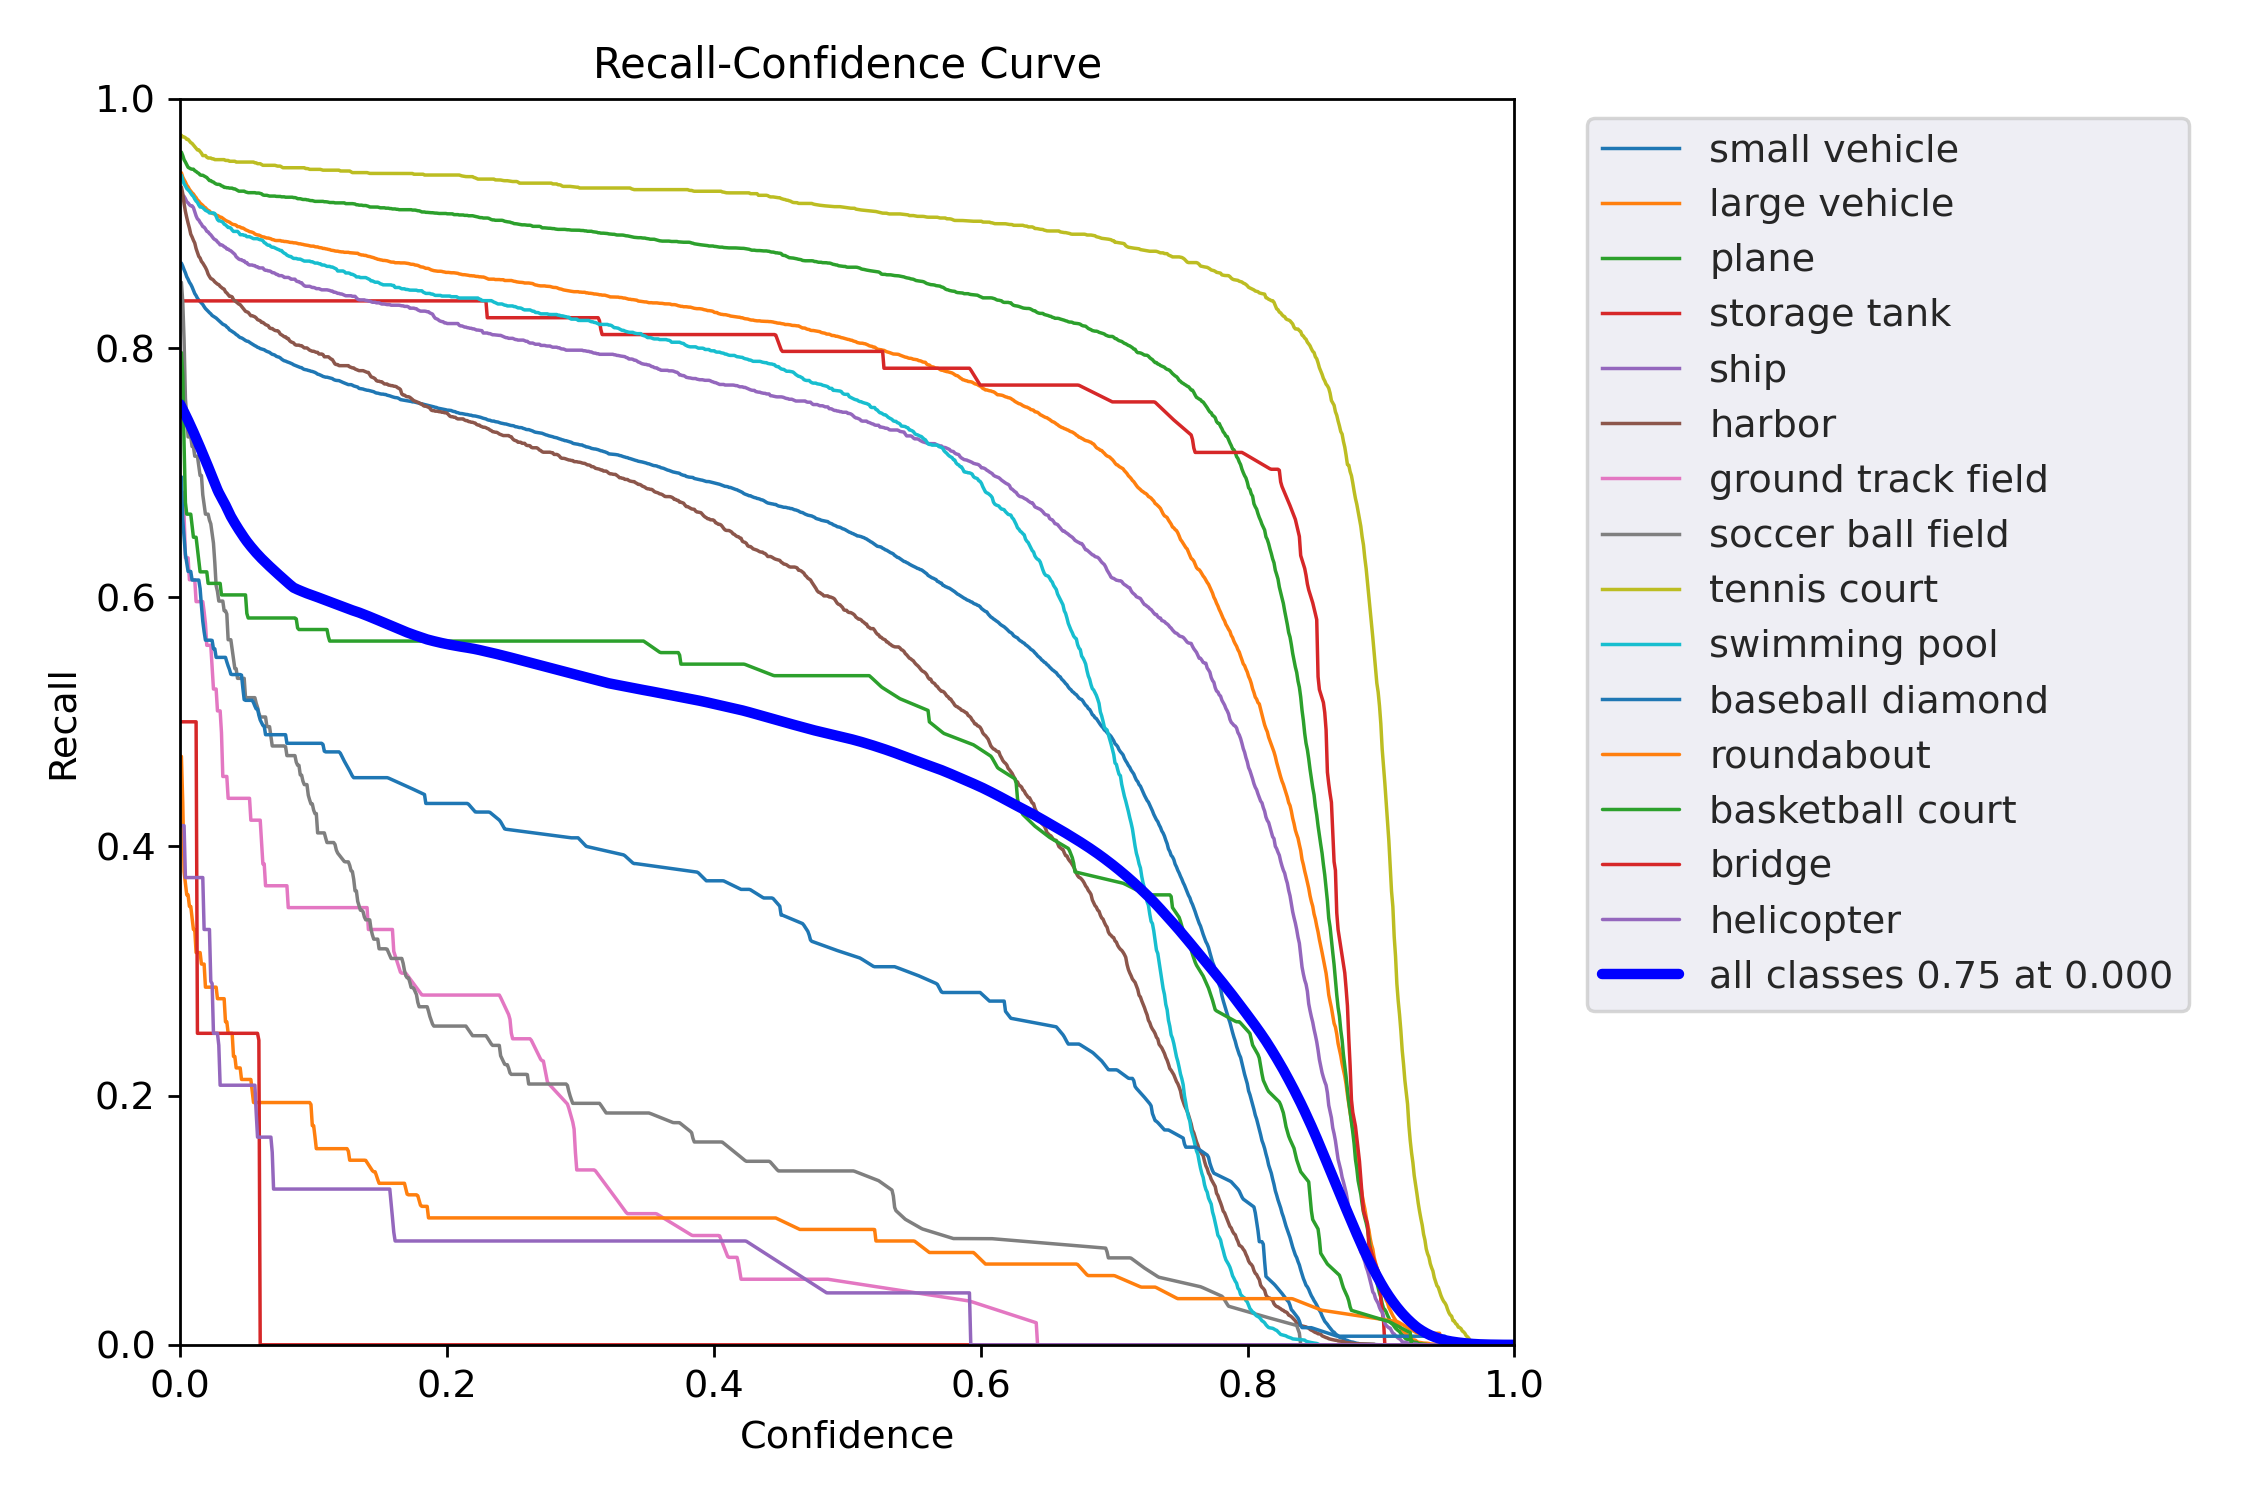 Recall-Confidence Curve
1.0
0.8
0.6
0.4
0.2
0.0
Recall
0.0 0.2 0.4 0.6 0.8 1.0
Confidence
small vehicle
large vehicle
plane
storage tank
ship
harbor
ground track field
soccer ball field
tennis court
swimming pool
baseball diamond
roundabout
basketball court
bridge
helicopter
all classes 0.75 at 0.000